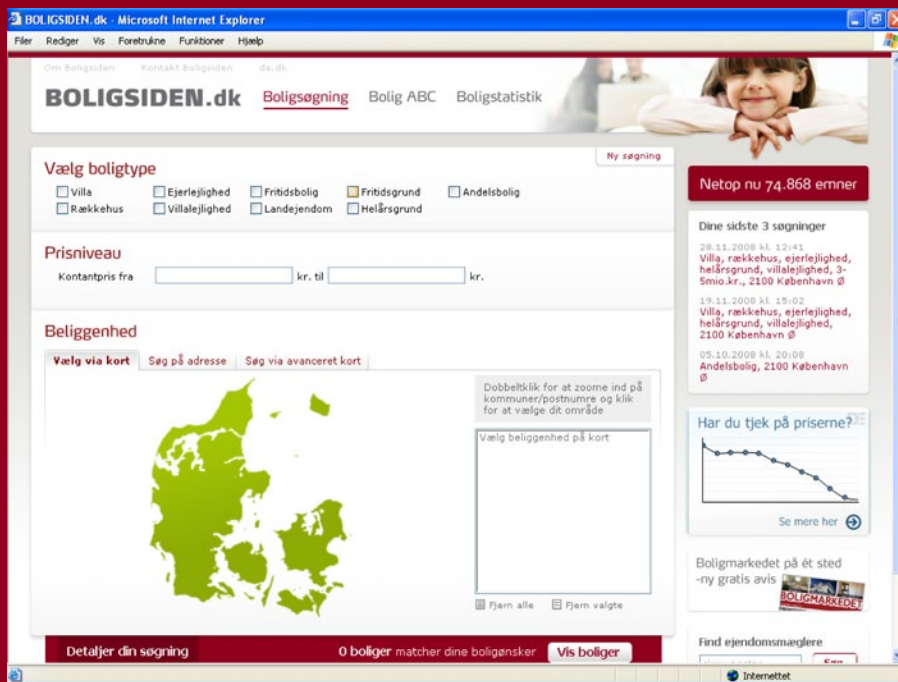 BOLIGSIDEN.dk - Microsoft Internet Explorer
Filer Rediger Vis Foretrukne Funktioner Hjælp
Om Boligsiden Kontakt Boligsiden de.dk
BOLIGSIDEN.dk Boligsøgning Bolig ABC Boligstatistik
Ny søgning
Vælg boligtype
Villa Ejerlejlighed Fritidsbolig Fritidsgrund Andelsbolig
Rækkehus Villalejlighed Landejendom Helårsgrund
Prisniveau
Kontantpris fra kr. til kr.
Beliggenhed
Vælg via kort Søg på adresse Søg via avanceret kort
Dobbeltklik for at zoome ind på
kommuner/postnumre og klik
for at vælge dit område
Vælg beliggenhed på kort
Fjern alle Fjern valgte
Detaljer din søgning 0 boliger matcher dine boligønsker Vis boliger
Netop nu 74.868 emner
Dine sidste 3 søgninger
28.11.2008 kl. 12:41
Villa, rækkehus, ejerlejlighed,
helårsgrund, villalejlighed, 3-
5mio.kr., 2100 København Ø
19.11.2008 kl. 15:02
Villa, rækkehus, ejerlejlighed,
helårsgrund, villalejlighed,
2100 København Ø
05.10.2008 kl. 20:08
Andelsbolig, 2100 København
Ø
Har du tjek på priserne?
Se mere her
Boligmarkedet på ét sted
-ny gratis avis
BOLIGMARKEDET
Find ejendomsmæglere
Søg
Internettet